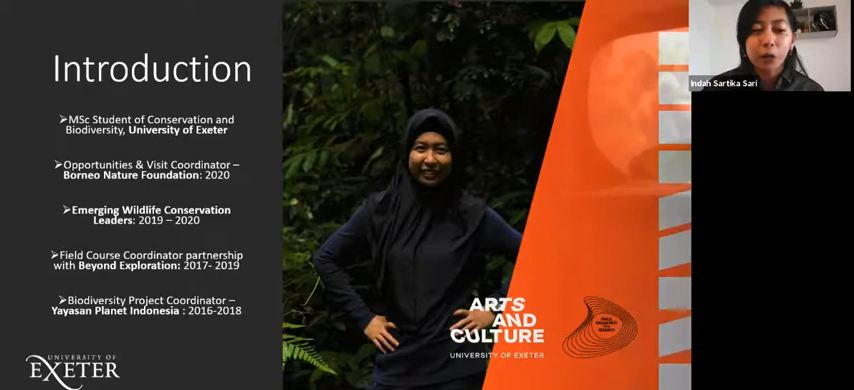 Introduction
➢MSc Student of Conservation and
Biodiversity, University of Exeter
➢Opportunities & Visit Coordinator –
Borneo Nature Foundation: 2020
➢Emerging Wildlife Conservation
Leaders: 2019 – 2020
➢Field Course Coordinator partnership
with Beyond Exploration: 2017- 2019
➢Biodiversity Project Coordinator –
Yayasan Planet Indonesia : 2016-2018
UNIVERSITY OF
EXETER
ARTS
AND
CULTURE
UNIVERSITY OF EXETER
Indah Sartika Sari